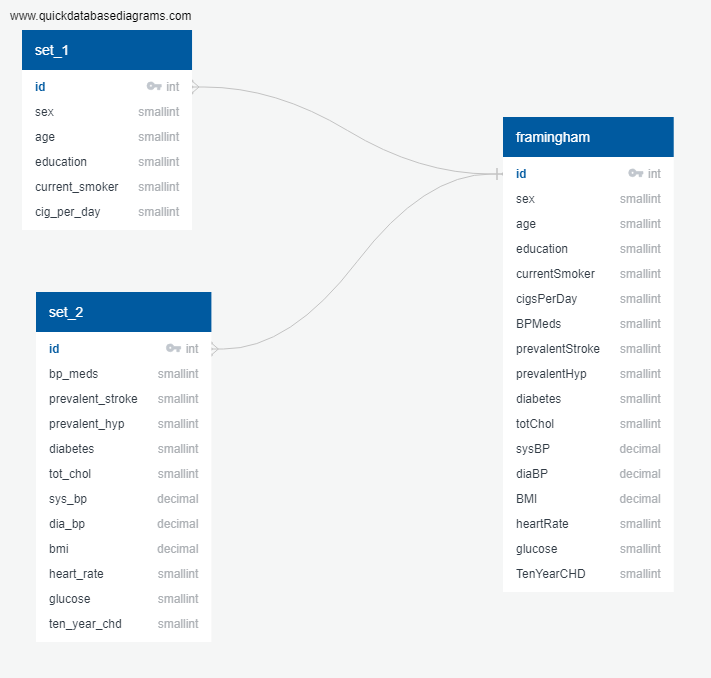 www.quickdatabasediagrams.com
set_1
id int
sex smallint
age smallint
education smallint
current_smoker smallint
cig_per_day smallint
set_2
id int
bp_meds smallint
prevalent_stroke smallint
prevalent_hyp smallint
diabetes smallint
tot_chol smallint
sys_bp decimal
dia_bp decimal
bmi decimal
heart_rate smallint
glucose smallint
ten_year_chd smallint
framingham
id int
sex smallint
age smallint
education smallint
currentSmoker smallint
cigsPerDay smallint
BPMeds smallint
prevalentStroke smallint
prevalentHyp smallint
diabetes smallint
totChol smallint
sysBP decimal
diaBP decimal
BMI decimal
heartRate smallint
glucose smallint
TenYearCHD smallint